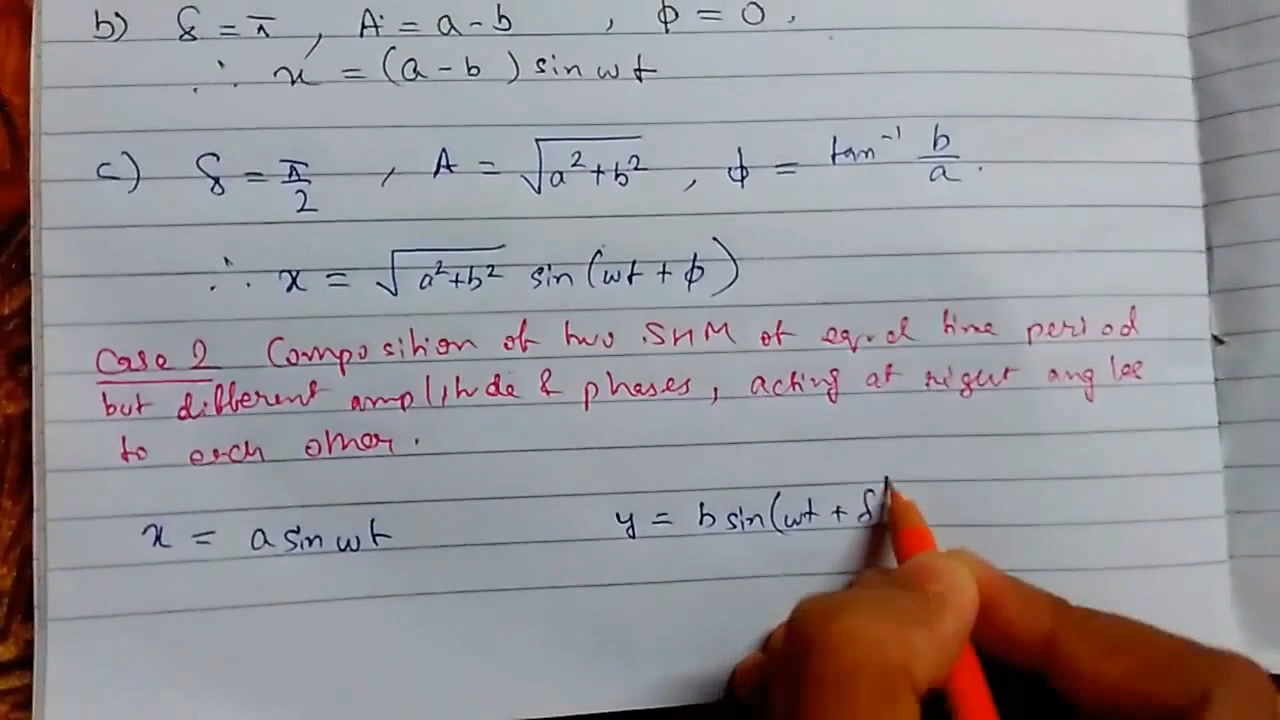 b) δ = π , A = a - b , ϕ = 0 .
∴ x = (a - b) sin ωt
c) δ = π/2 , A = √(a² + b²) , ϕ = tan⁻¹ b/a .
∴ x = √(a² + b²) sin(ωt + ϕ)
Case 2 Composition of two SHM of equal time period
but different amplitude & phases, acting at right angles
to each other.
x = a sin ωt y = b sin(ωt + δ